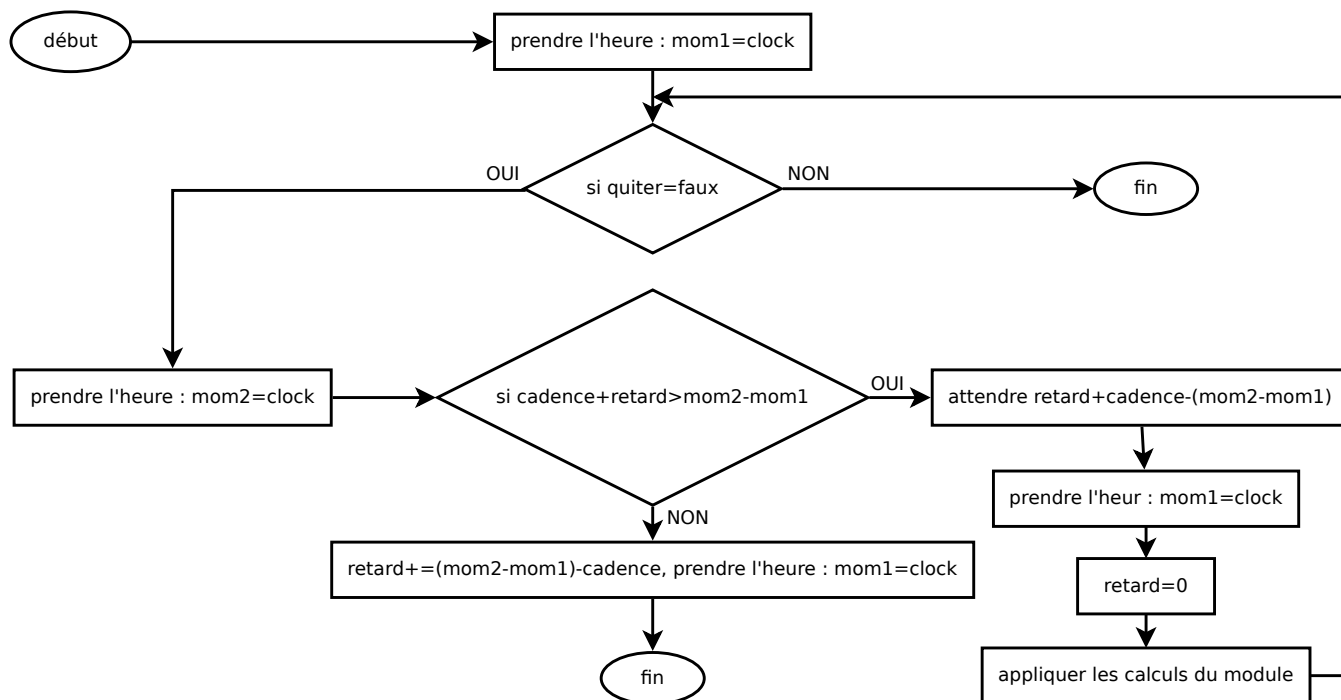 début
prendre l'heure : mom1=clock
OUI
si quiter=faux
NON
fin
prendre l'heure : mom2=clock
si cadence+retard>mom2-mom1
OUI
attendre retard+cadence-(mom2-mom1)
prendre l'heur : mom1=clock
NON
retard+=(mom2-mom1)-cadence, prendre l'heure : mom1=clock
retard=0
fin
appliquer les calculs du module